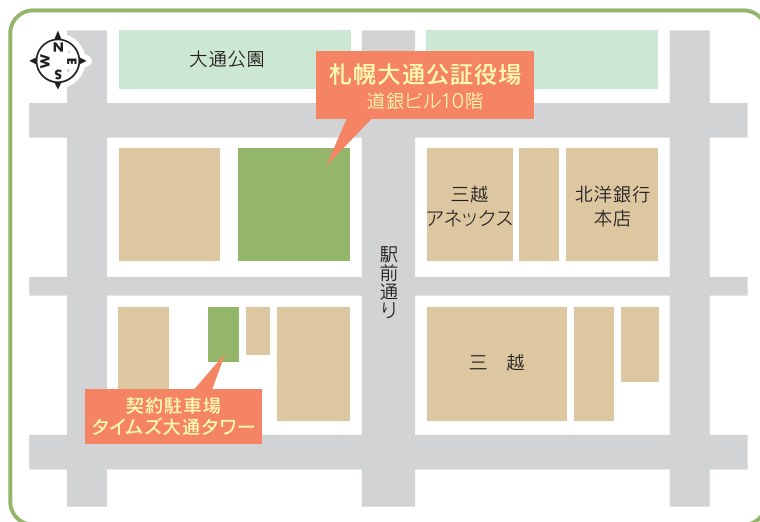 N
W
E
S
大通公園
札幌大通公証役場
道銀ビル10階
三越
アネックス
北洋銀行
本店
駅前通り
三 越
契約駐車場
タイムズ大通タワー